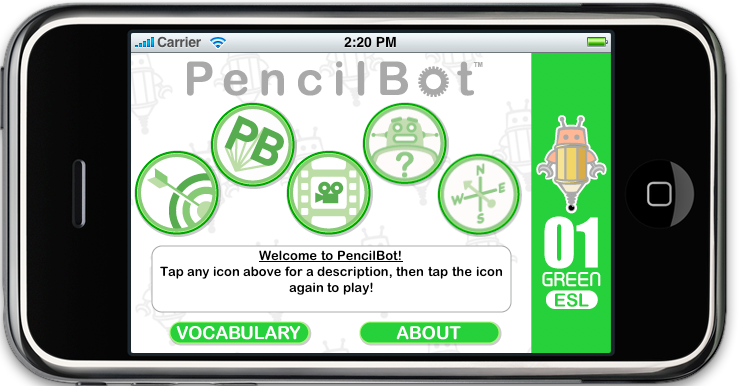 Carrier 2:20 PM
PencilBot™
PB
?
N
W E
S
Welcome to PencilBot!
Tap any icon above for a description, then tap the icon
again to play!
VOCABULARY ABOUT
01
GREEN
ESL